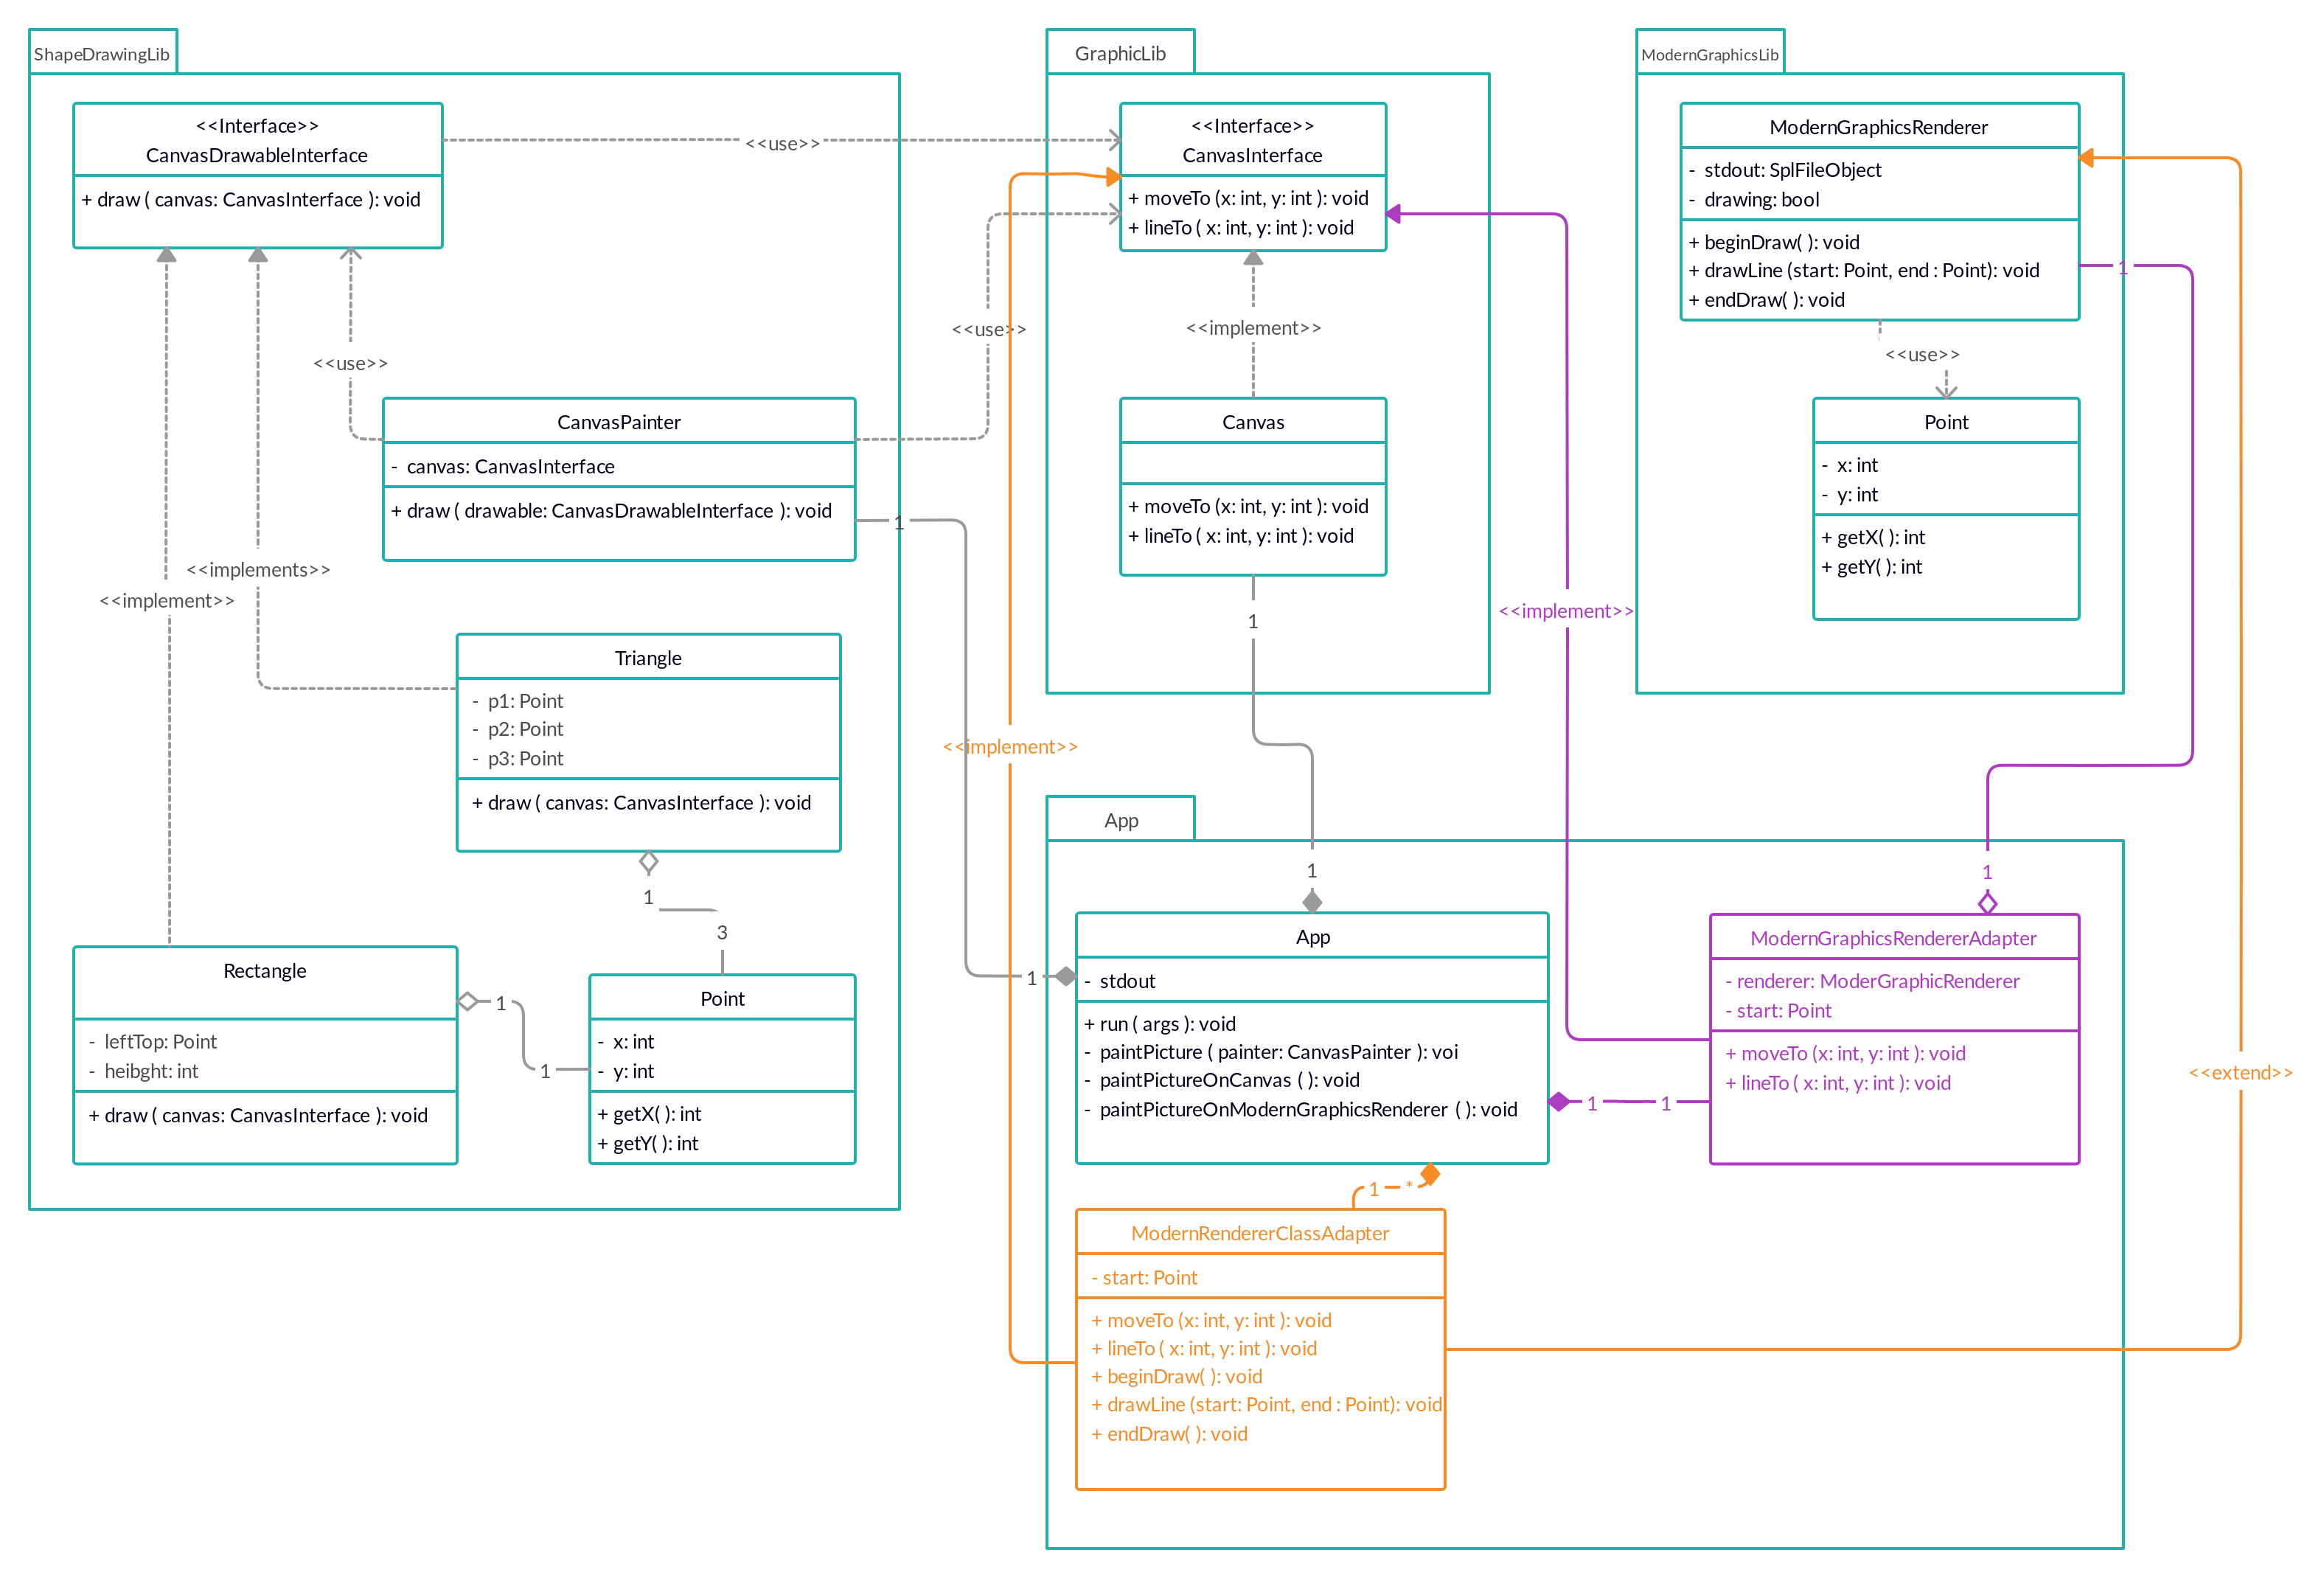 ShapeDrawingLib
<<Interface>>
CanvasDrawableInterface
+ draw ( canvas: CanvasInterface ): void
<<use>>
<<use>>
<<use>>
<<implements>>
<<implement>>
CanvasPainter
- canvas: CanvasInterface
+ draw ( drawable: CanvasDrawableInterface ): void
1
Triangle
- p1: Point
- p2: Point
- p3: Point
+ draw ( canvas: CanvasInterface ): void
1
3
Rectangle
- leftTop: Point
- heibght: int
+ draw ( canvas: CanvasInterface ): void
1
1
Point
- x: int
- y: int
+ getX( ): int
+ getY( ): int
GraphicLib
<<Interface>>
CanvasInterface
+ moveTo (x: int, y: int ): void
+ lineTo ( x: int, y: int ): void
<<implement>>
Canvas
+ moveTo (x: int, y: int ): void
+ lineTo ( x: int, y: int ): void
1
<<implement>>
<<implement>>
ModernGraphicsLib
ModernGraphicsRenderer
- stdout: SplFileObject
- drawing: bool
+ beginDraw( ): void
+ drawLine (start: Point, end : Point): void
+ endDraw( ): void
1
<<use>>
Point
- x: int
- y: int
+ getX( ): int
+ getY( ): int
App
1
1
1
App
- stdout
+ run ( args ): void
- paintPicture ( painter: CanvasPainter ): voi
- paintPictureOnCanvas ( ): void
- paintPictureOnModernGraphicsRenderer ( ): void
1
1
ModernGraphicsRendererAdapter
- renderer: ModerGraphicRenderer
- start: Point
+ moveTo (x: int, y: int ): void
+ lineTo ( x: int, y: int ): void
<<extend>>
1
*
ModernRendererClassAdapter
- start: Point
+ moveTo (x: int, y: int ): void
+ lineTo ( x: int, y: int ): void
+ beginDraw( ): void
+ drawLine (start: Point, end : Point): void
+ endDraw( ): void